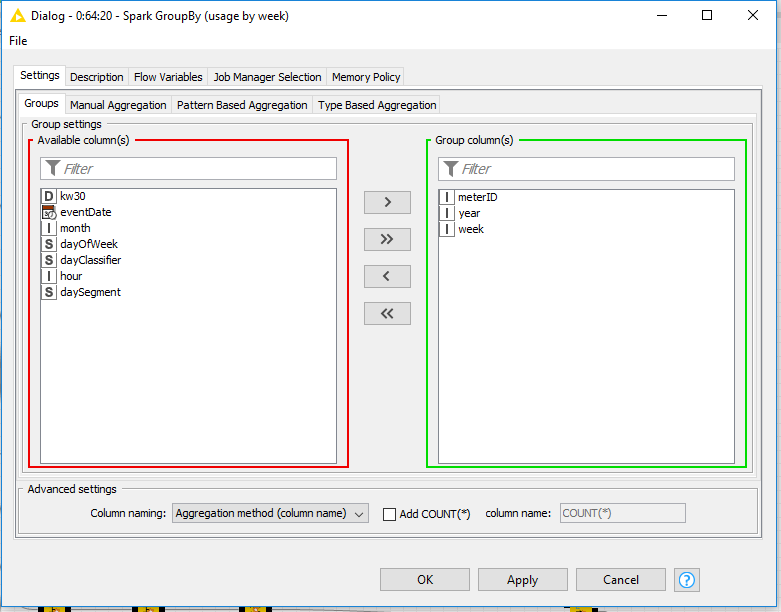 Dialog - 0:64:20 - Spark GroupBy (usage by week)
File
Settings Description Flow Variables Job Manager Selection Memory Policy
Groups Manual Aggregation Pattern Based Aggregation Type Based Aggregation
Group settings
Available column(s) Group column(s)
Filter Filter
D kw30 I meterID
eventDate I year
I month I week
S dayOfWeek
S dayClassifier
I hour
S daySegment
>
>>
<
<<
Advanced settings
Column naming: Aggregation method (column name) Add COUNT(*) column name: COUNT(*)
OK Apply Cancel ?